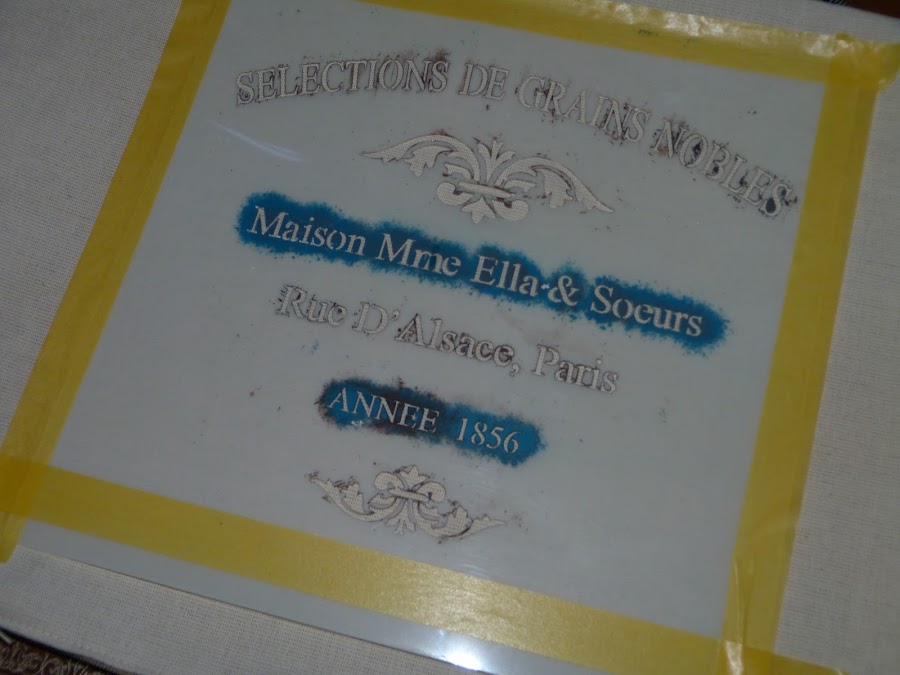 SELECTIONS DE GRAINS NOBLES
Maison Mme Ella & Soeurs
Rue D'Alsace, Paris
ANNEE 1856